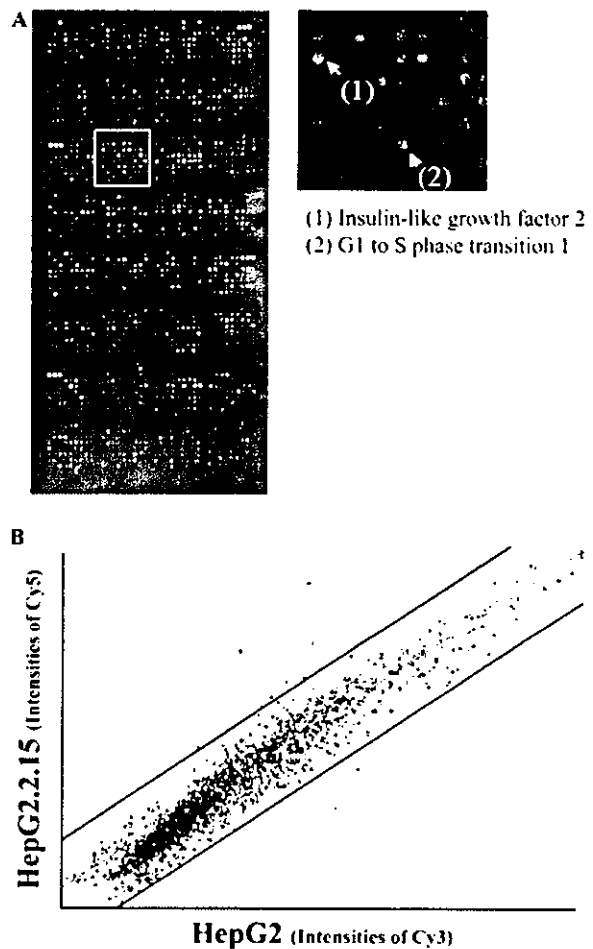 A
(1)
(2)
(1) Insulin-like growth factor 2
(2) G1 to S phase transition 1
B
HepG2.2.15 (Intensities of Cy5)
HepG2 (Intensities of Cy3)